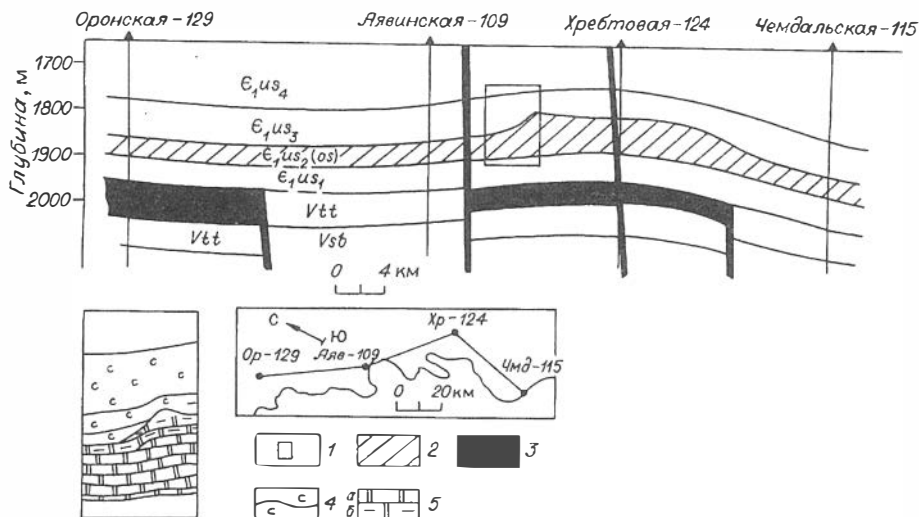 Оронская-129 Аявинская-109 Хребтовая-124 Чемдальская-115
Глубина, м
1700
1800
1900
2000
Є₁us₄
Є₁us₃
Є₁us₂(os)
Є₁us₁
Vtt
Vtt Vsb
0 4 км
С Ю
Хр-124
Ор-129 Аяв-109
Чмд-115
0 20 км
1 2 3
с с
4 а б 5
с
с с
с с
с с
с с
с
с с